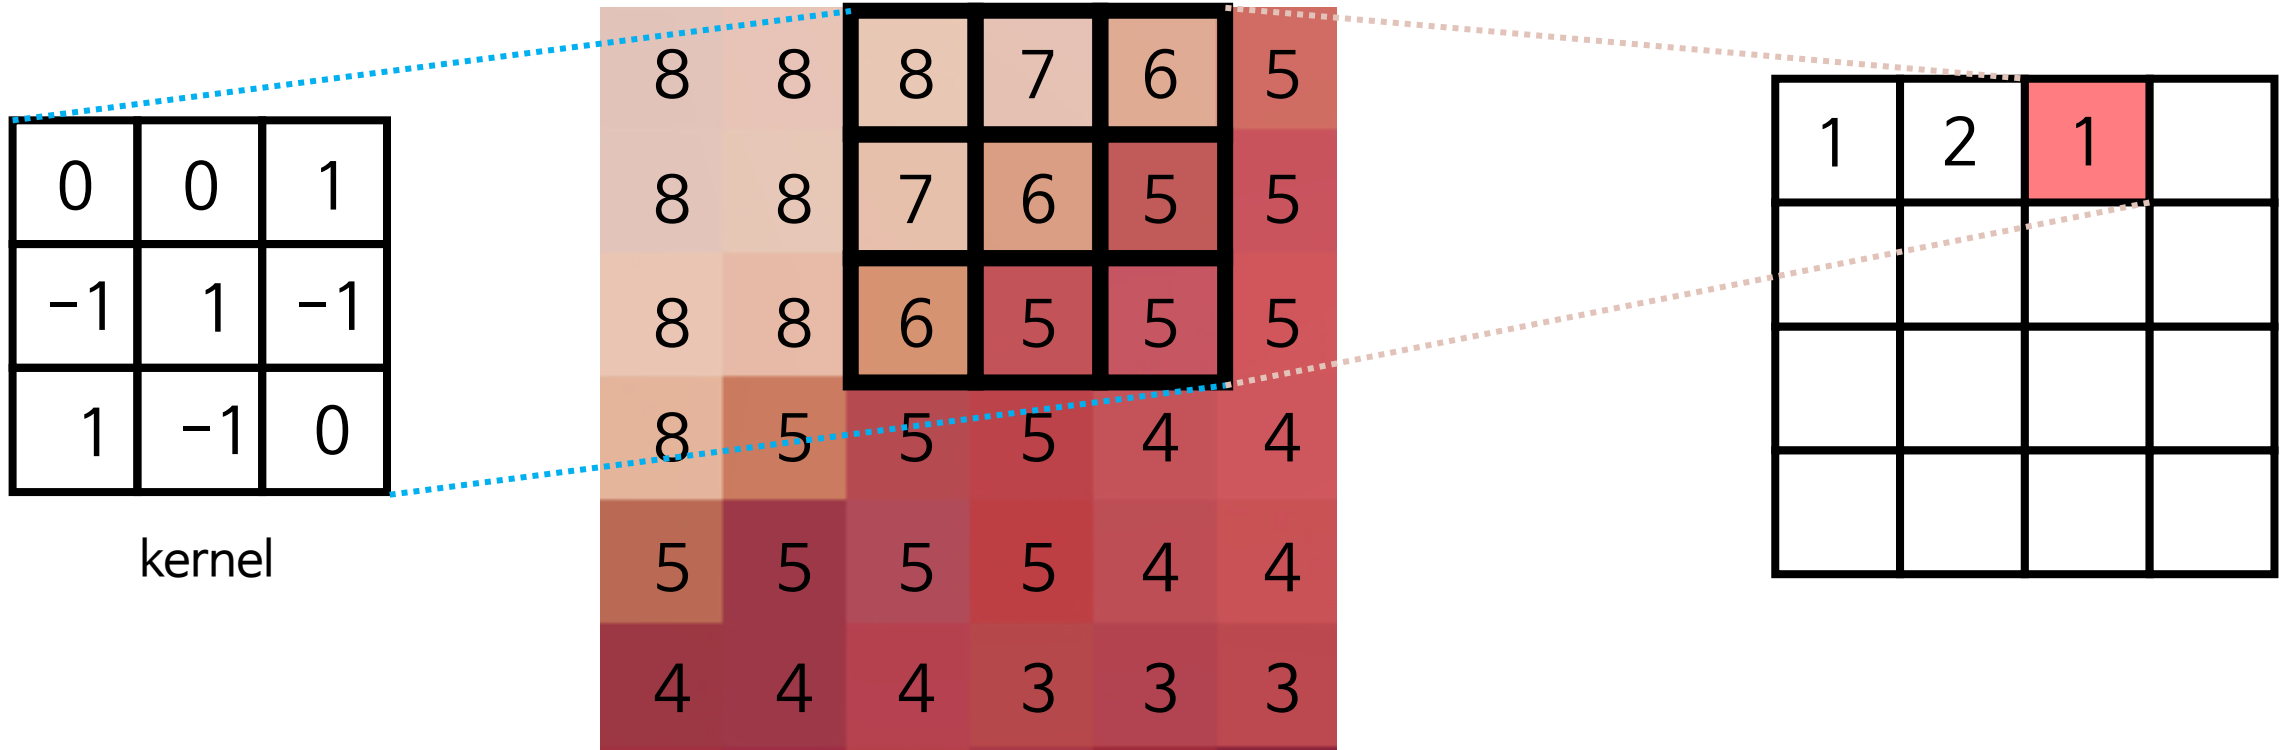 0 0 1
−1 1 −1
1 −1 0
kernel
8 8 8 7 6 5
8 8 7 6 5 5
8 8 6 5 5 5
8 5 5 5 4 4
5 5 5 5 4 4
4 4 4 3 3 3
1 2 1